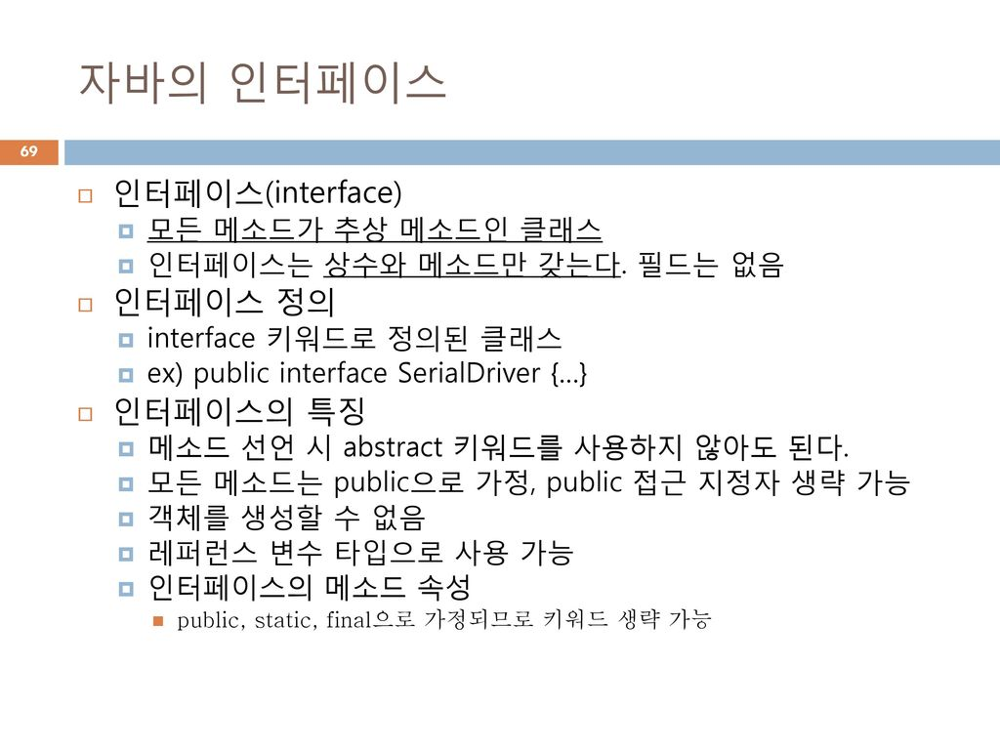 자바의 인터페이스
69
인터페이스(interface)
모든 메소드가 추상 메소드인 클래스
인터페이스는 상수와 메소드만 갖는다. 필드는 없음
인터페이스 정의
interface 키워드로 정의된 클래스
ex) public interface SerialDriver {…}
인터페이스의 특징
메소드 선언 시 abstract 키워드를 사용하지 않아도 된다.
모든 메소드는 public으로 가정, public 접근 지정자 생략 가능
객체를 생성할 수 없음
레퍼런스 변수 타입으로 사용 가능
인터페이스의 메소드 속성
public, static, final으로 가정되므로 키워드 생략 가능